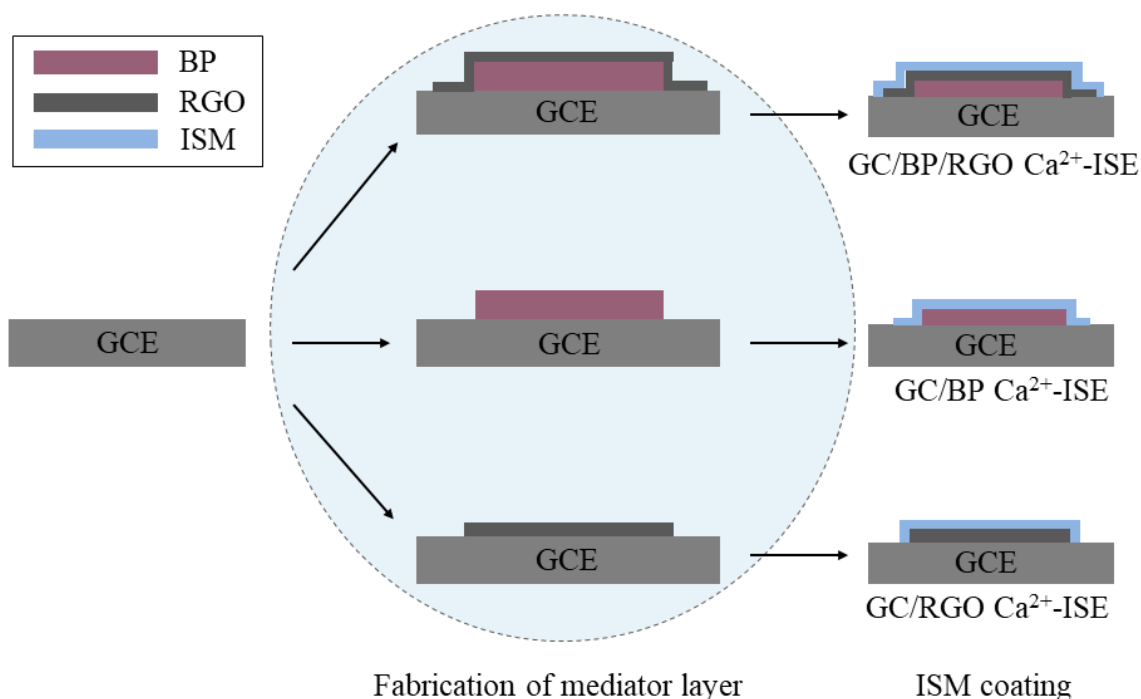 BP
RGO
ISM
GCE
GCE
GC/BP/RGO Ca²⁺-ISE
GCE
GCE
GCE
GC/BP Ca²⁺-ISE
GCE
GCE
GC/RGO Ca²⁺-ISE
Fabrication of mediator layer
ISM coating